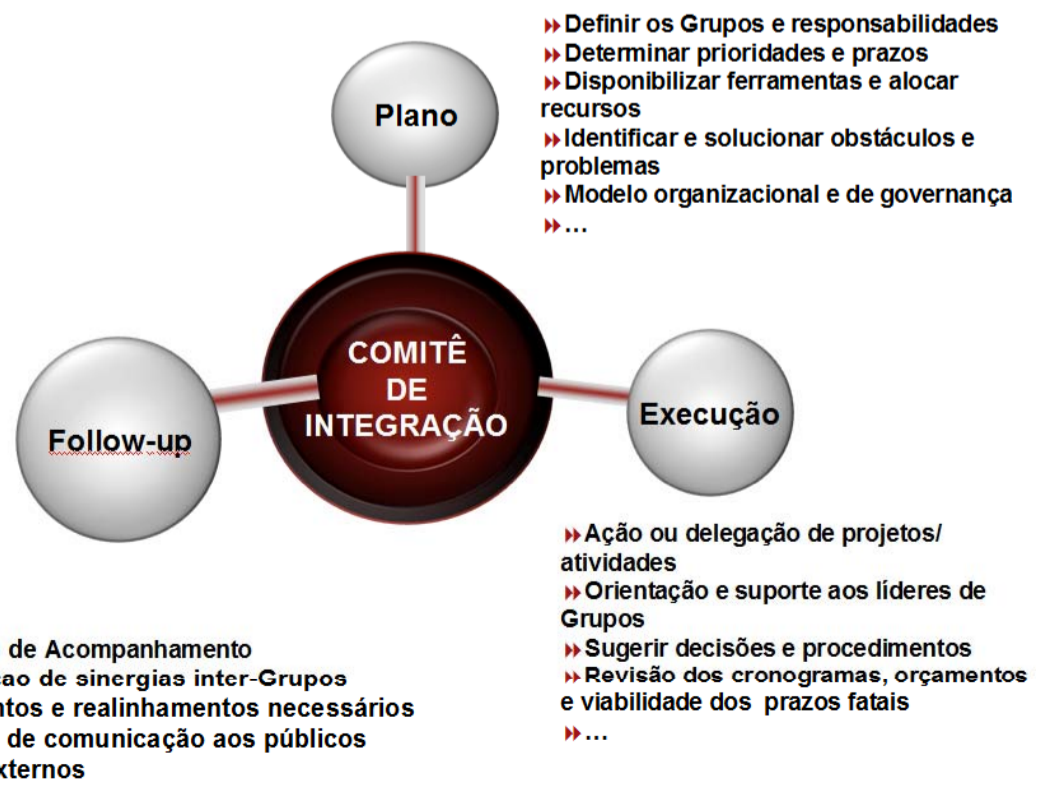 Definir os Grupos e responsabilidades
Determinar prioridades e prazos
Disponibilizar ferramentas e alocar
recursos
Identificar e solucionar obstáculos e
problemas
Modelo organizacional e de governança
...
Plano
COMITÊ
DE
INTEGRAÇÃO
Execução
Follow-up
Ação ou delegação de projetos/
atividades
Orientação e suporte aos líderes de
Grupos
Sugerir decisões e procedimentos
Revisão dos cronogramas, orçamentos
e viabilidade dos prazos fatais
...
de Acompanhamento
de sinergias inter-Grupos
e realinhamentos necessários
de comunicação aos públicos